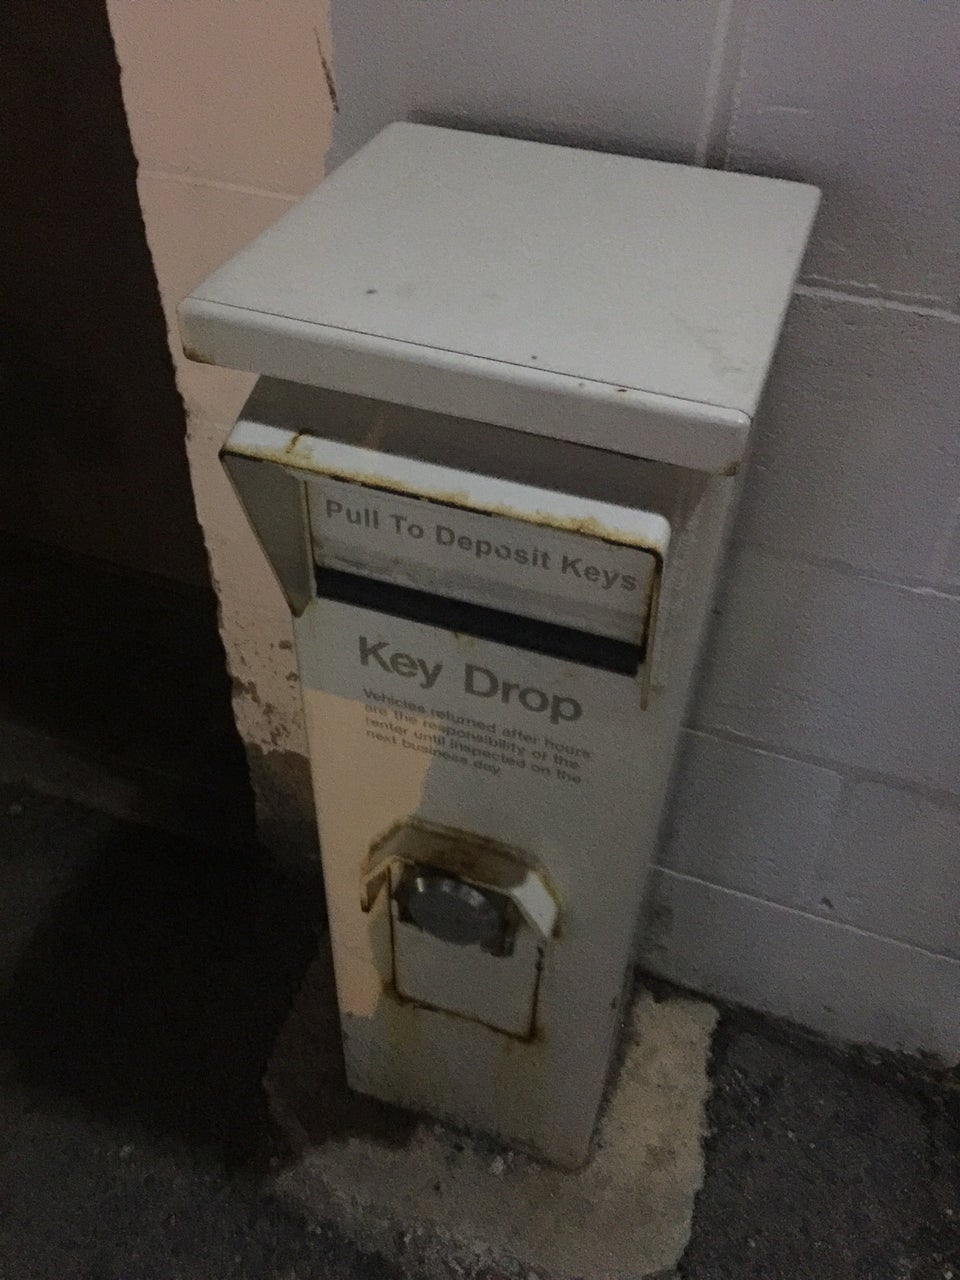 Pull To Deposit Keys
Key Drop
Vehicles returned after hours
are the responsibility of the
renter until inspected on the
next business day